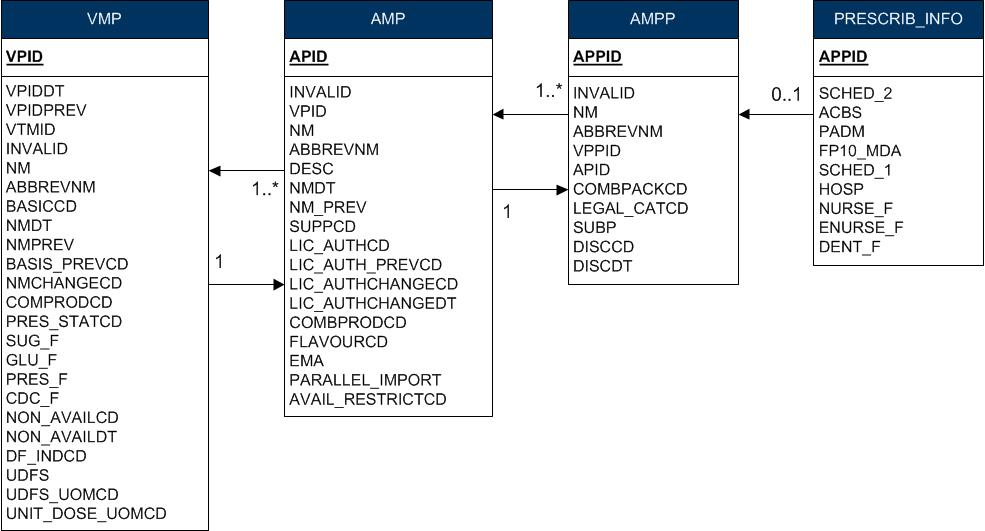 VMP
VPID
VPIDDT
VPIDPREV
VTMID
INVALID
NM
ABBREVNM
BASICCD
NMDT
NMPREV
BASIS_PREVCD
NMCHANGECD
COMPRODCD
PRES_STATCD
SUG_F
GLU_F
PRES_F
CDC_F
NON_AVAILCD
NON_AVAILDT
DF_INDCD
UDFS
UDFS_UOMCD
UNIT_DOSE_UOMCD
1..*
1
AMP
APID
INVALID
VPID
NM
ABBREVNM
DESC
NMDT
NM_PREV
SUPPCD
LIC_AUTHCD
LIC_AUTH_PREVCD
LIC_AUTHCHANGECD
LIC_AUTHCHANGEDT
COMBPRODCD
FLAVOURCD
EMA
PARALLEL_IMPORT
AVAIL_RESTRICTCD
1..*
1
AMPP
APPID
INVALID
NM
ABBREVNM
VPPID
APID
COMBPACKCD
LEGAL_CATCD
SUBP
DISCCD
DISCDT
0..1
PRESCRIB_INFO
APPID
SCHED_2
ACBS
PADM
FP10_MDA
SCHED_1
HOSP
NURSE_F
ENURSE_F
DENT_F